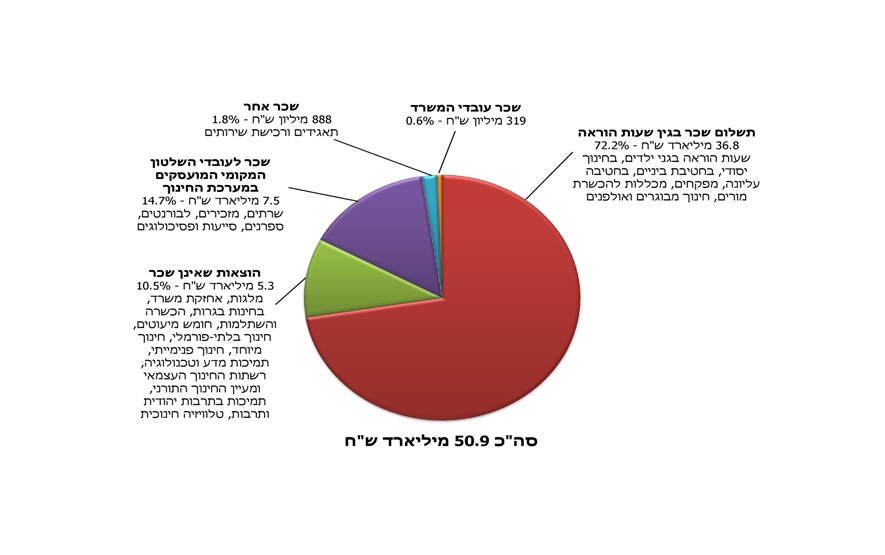 שכר אחר
888 מיליון ש"ח - 1.8%
תאגידים ורכישת שירותים
שכר עובדי המשרד
319 מיליון ש"ח - 0.6%
תשלום שכר בגין שעות הוראה
36.8 מיליארד ש"ח - 72.2%
שעות הוראה בגני ילדים, בחינוך
יסודי, בחטיבת ביניים, בחטיבה
עליונה, מפקחים, מכללות להכשרת
מורים, חינוך מבוגרים ואולפנים
שכר לעובדי השלטון
המקומי המועסקים
במערכת החינוך
7.5 מיליארד ש"ח - 14.7%
שרתים, מזכירים, לבורנטים,
ספרנים, סייעות ופסיכולוגים
הוצאות שאינן שכר
5.3 מיליארד ש"ח - 10.5%
מלגות, אחזקת משרד,
בחינות בגרות, הכשרה
והשתלמות, חומש מיעוטים,
חינוך בלתי-פורמלי, חינוך
מיוחד, חינוך פנימייתי,
תמיכות מדע וטכנולוגיה,
רשתות החינוך העצמאי
ומעיין החינוך התורני,
תמיכות בתרבות יהודית
ותרבות, טלוויזיה חינוכית
סה"כ 50.9 מיליארד ש"ח